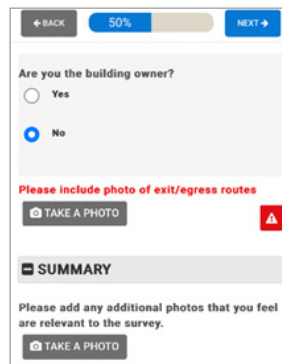 BACK 50% NEXT
Are you the building owner?
Yes
No
Please include photo of exit/egress routes
TAKE A PHOTO
SUMMARY
Please add any additional photos that you feel
are relevant to the survey.
TAKE A PHOTO